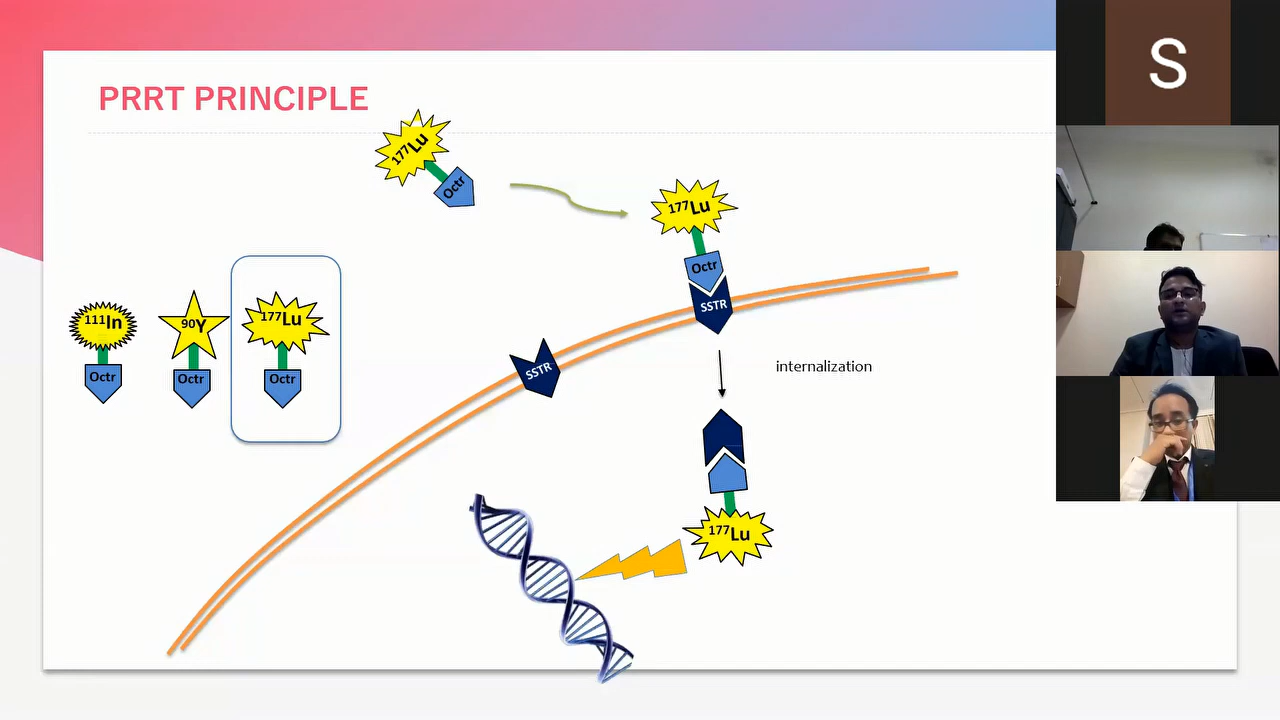 PRRT PRINCIPLE
S
177Lu
Octr
177Lu
Octr
SSTR
111In
Octr
90Y
Octr
177Lu
Octr
SSTR
internalization
177Lu